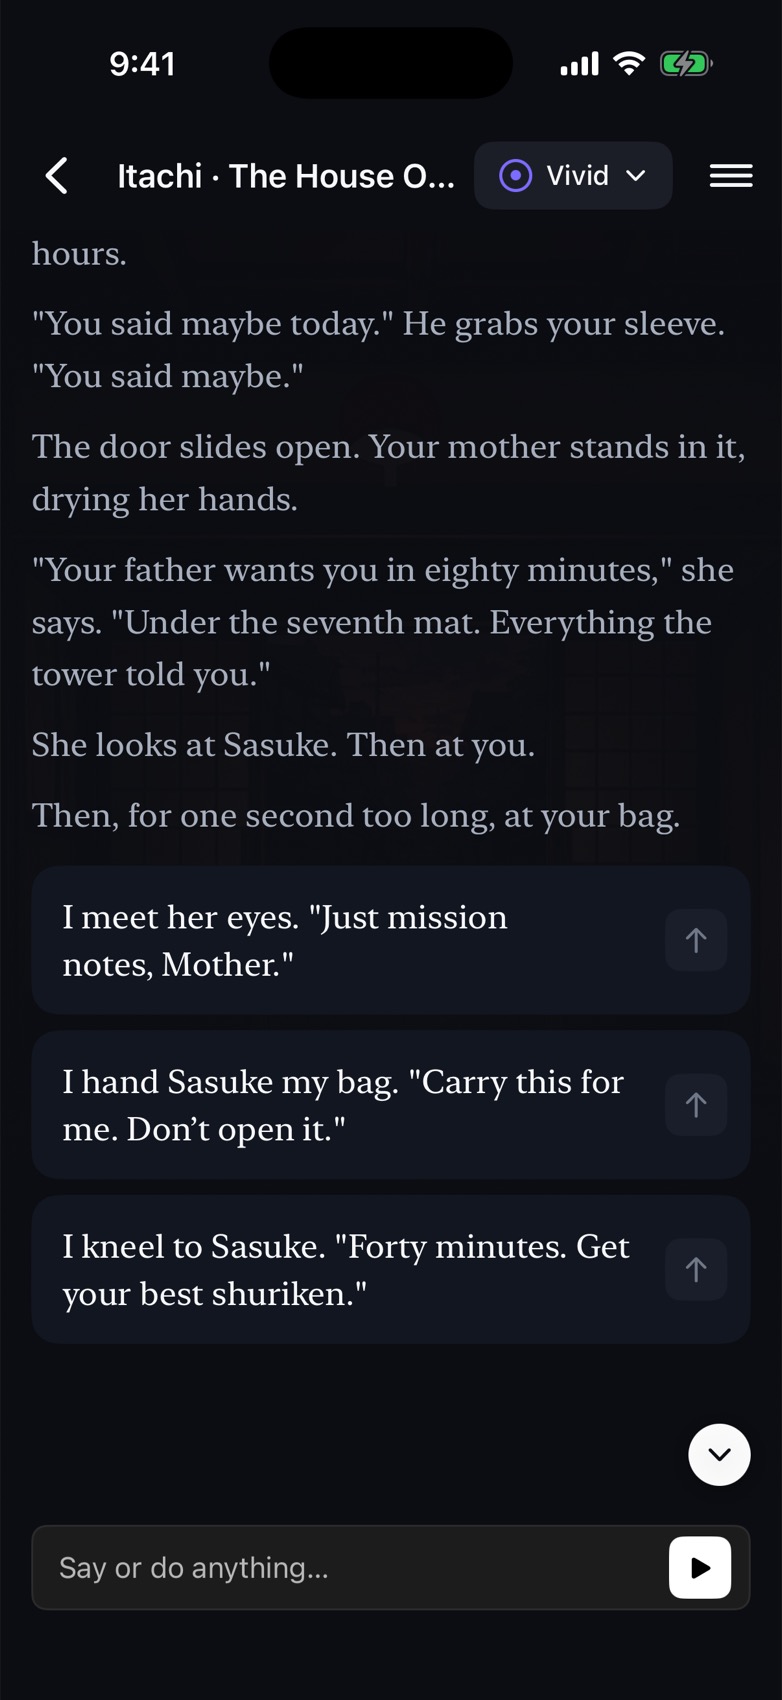 9:41
Itachi · The House O...
Vivid
hours.
"You said maybe today." He grabs your sleeve.
"You said maybe."
The door slides open. Your mother stands in it,
drying her hands.
"Your father wants you in eighty minutes," she
says. "Under the seventh mat. Everything the
tower told you."
She looks at Sasuke. Then at you.
Then, for one second too long, at your bag.
I meet her eyes. "Just mission
notes, Mother."
I hand Sasuke my bag. "Carry this for
me. Don’t open it."
I kneel to Sasuke. "Forty minutes. Get
your best shuriken."
Say or do anything...